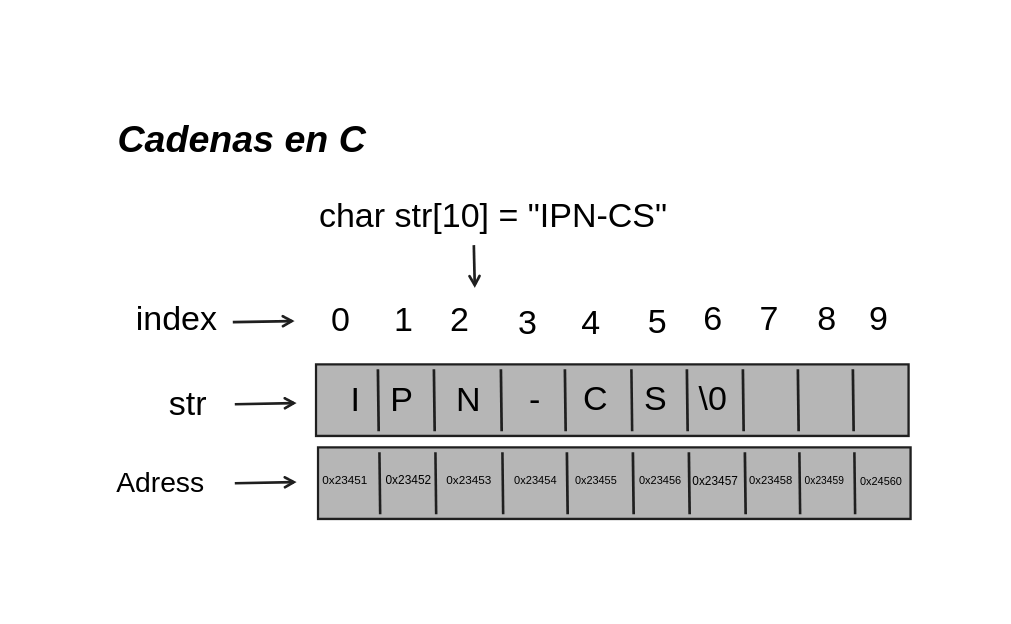 Cadenas en C
char str[10] = "IPN-CS"
index 0 1 2 3 4 5 6 7 8 9
str I P N - C S \0
Adress 0x23451 0x23452 0x23453 0x23454 0x23455 0x23456 0x23457 0x23458 0x23459 0x24560